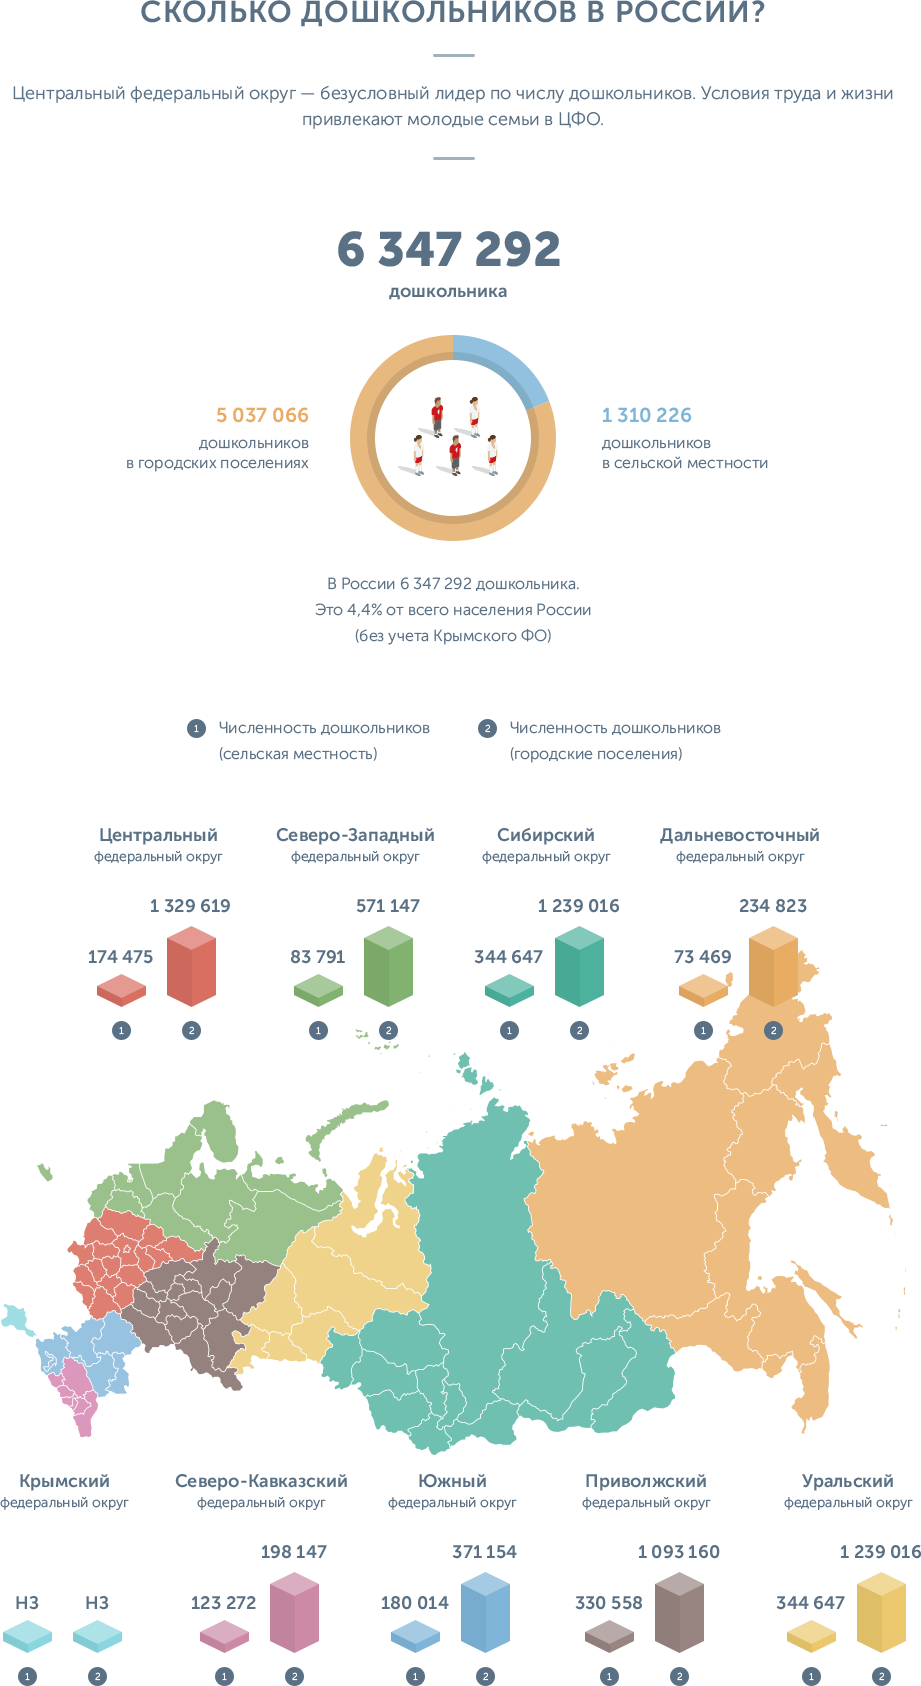 СКОЛЬКО ДОШКОЛЬНИКОВ В РОССИИ?
Центральный федеральный округ — безусловный лидер по числу дошкольников. Условия труда и жизни
привлекают молодые семьи в ЦФО.
6 347 292
дошкольника
5 037 066
дошкольников
в городских поселениях
1 310 226
дошкольников
в сельской местности
В России 6 347 292 дошкольника.
Это 4,4% от всего населения России
(без учета Крымского ФО)
1 Численность дошкольников
(сельская местность)
2 Численность дошкольников
(городские поселения)
Центральный
федеральный округ
1 329 619
174 475
1 2
Северо-Западный
федеральный округ
571 147
83 791
1 2
Сибирский
федеральный округ
1 239 016
344 647
1 2
Дальневосточный
федеральный округ
234 823
73 469
1 2
Крымский
федеральный округ
НЗ НЗ
1 2
Северо-Кавказский
федеральный округ
198 147
123 272
1 2
Южный
федеральный округ
371 154
180 014
1 2
Приволжский
федеральный округ
1 093 160
330 558
1 2
Уральский
федеральный округ
1 239 016
344 647
1 2